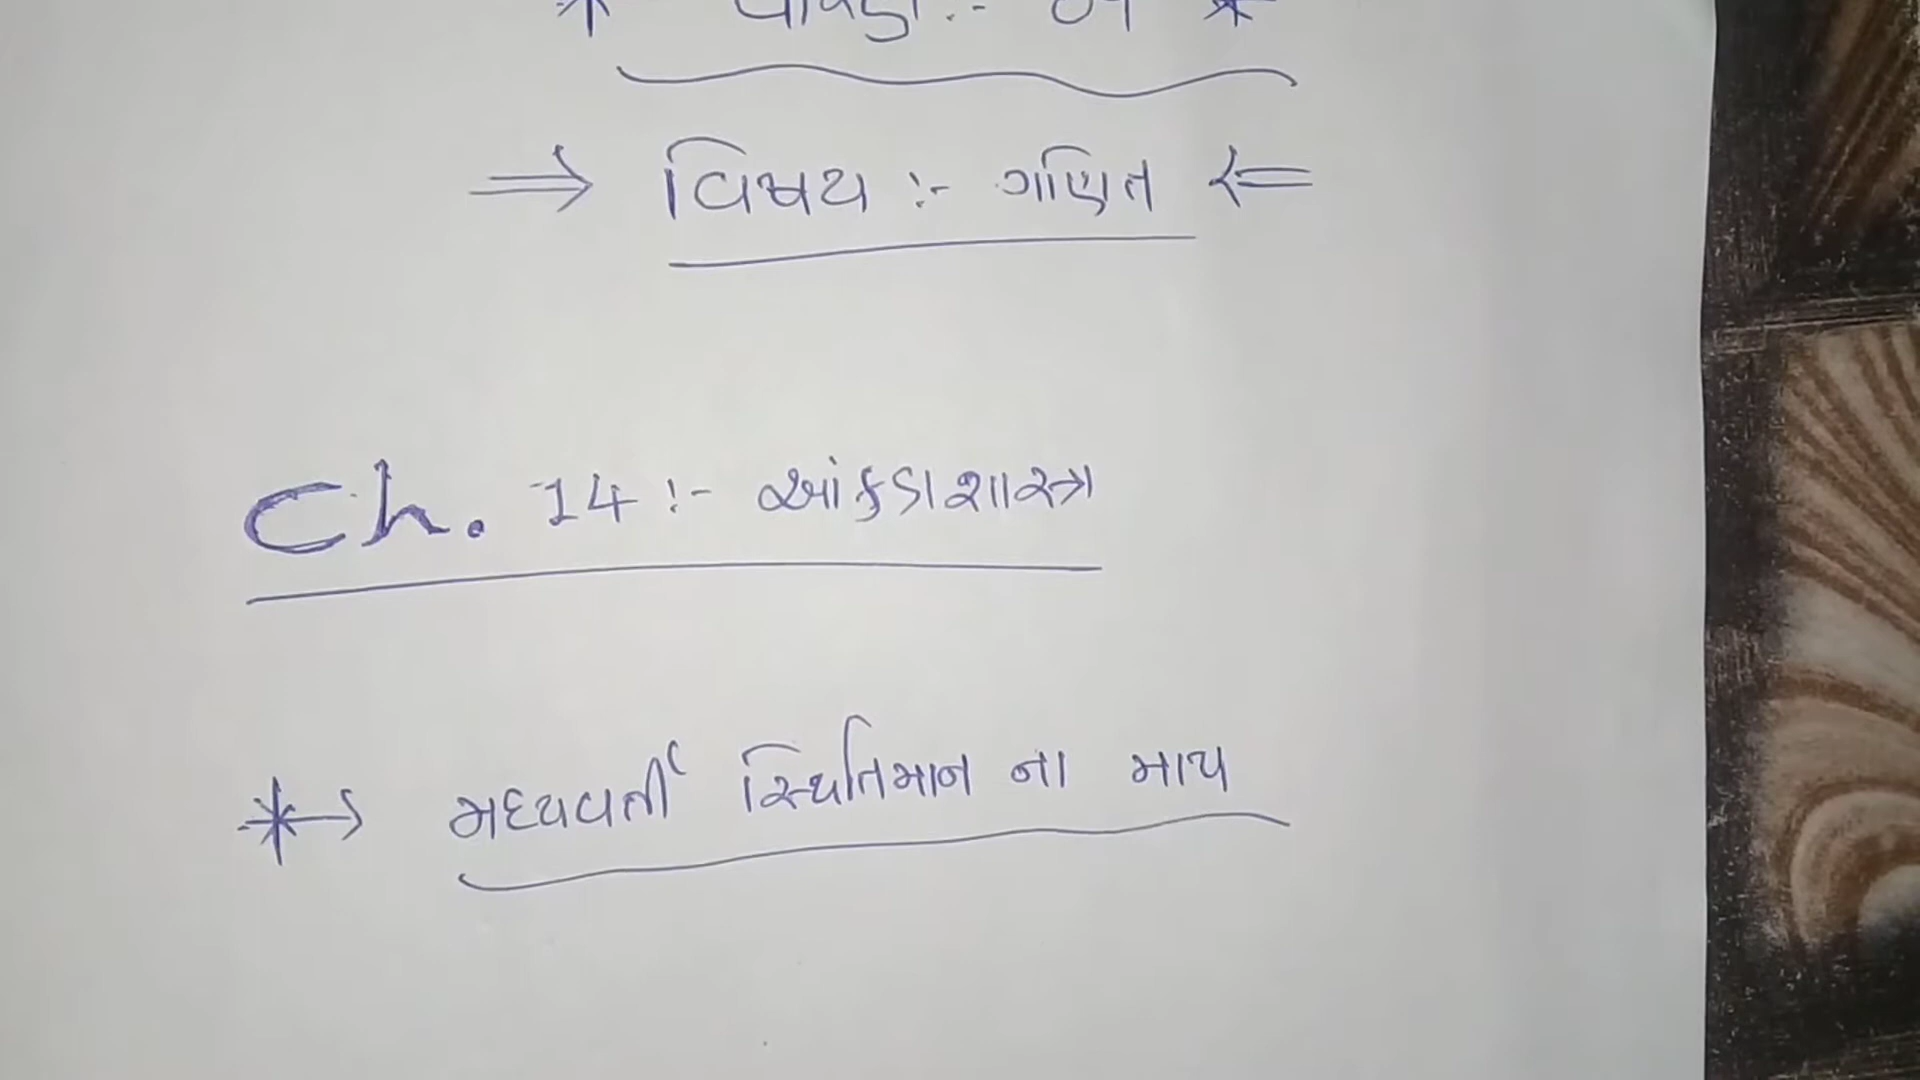 ⇒ વિષય :- ગણિત ⇐
Ch. 14 :- આંકડાશાસ્ત્ર
*→ મધ્યવર્તી સ્થિતિમાન ના માપ